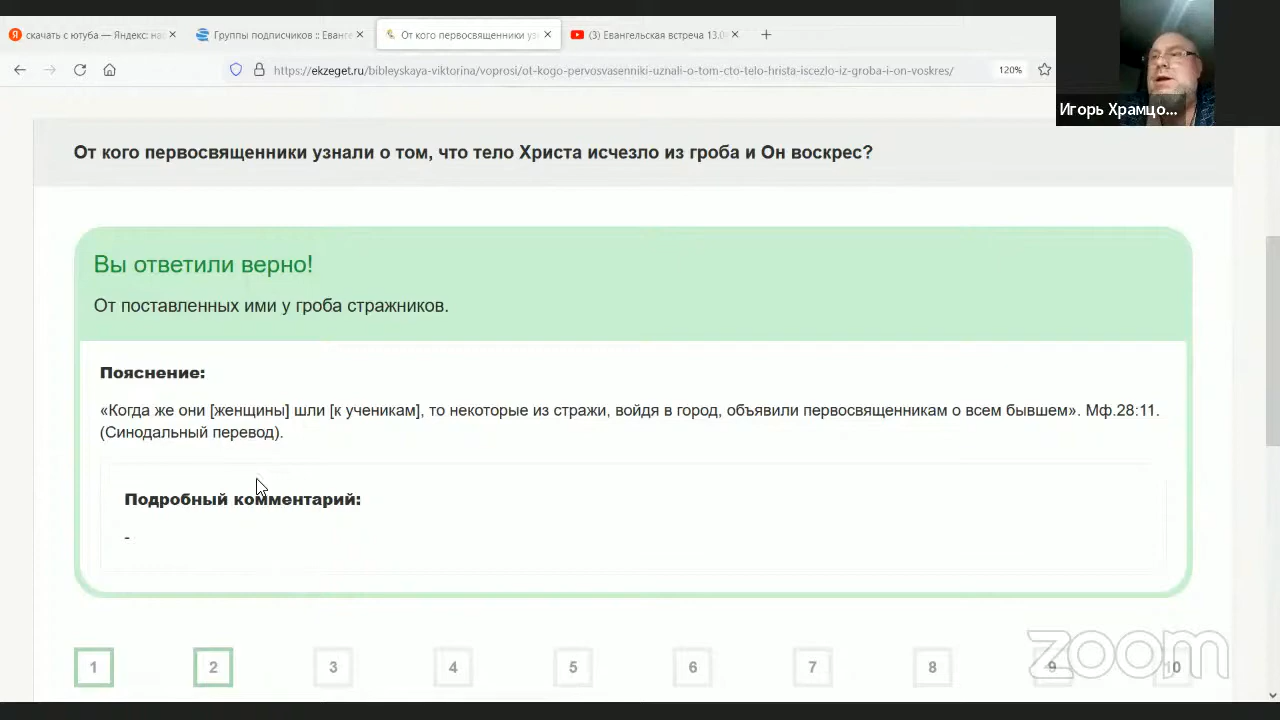 скачать с ютуба — Яндекс: на
Группы подписчиков :: Еванге
От кого первосвященники узн
(3) Евангельская встреча 13.0
https://ekzeget.ru/bibleyskaya-viktorina/voprosi/ot-kogo-pervosvasenniki-uznali-o-tom-cto-telo-hrista-iscezlo-iz-groba-i-on-voskres/
120%
Игорь Храмцо...
От кого первосвященники узнали о том, что тело Христа исчезло из гроба и Он воскрес?
Вы ответили верно!
От поставленных ими у гроба стражников.
Пояснение:
«Когда же они [женщины] шли [к ученикам], то некоторые из стражи, войдя в город, объявили первосвященникам о всем бывшем». Мф.28:11.
(Синодальный перевод).
Подробный комментарий:
-
1 2 3 4 5 6 7 8 9 10
zoom